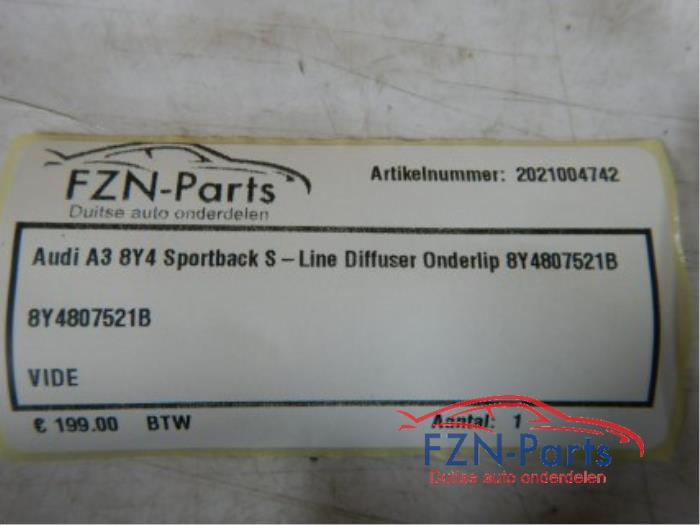 FZN-Parts
Duitse auto onderdelen
Artikelnummer: 2021004742
Audi A3 8Y4 Sportback S – Line Diffuser Onderlip 8Y4807521B
8Y4807521B
VIDE
€ 199.00 BTW
Aantal: 1
FZN-Parts
Duitse auto onderdelen